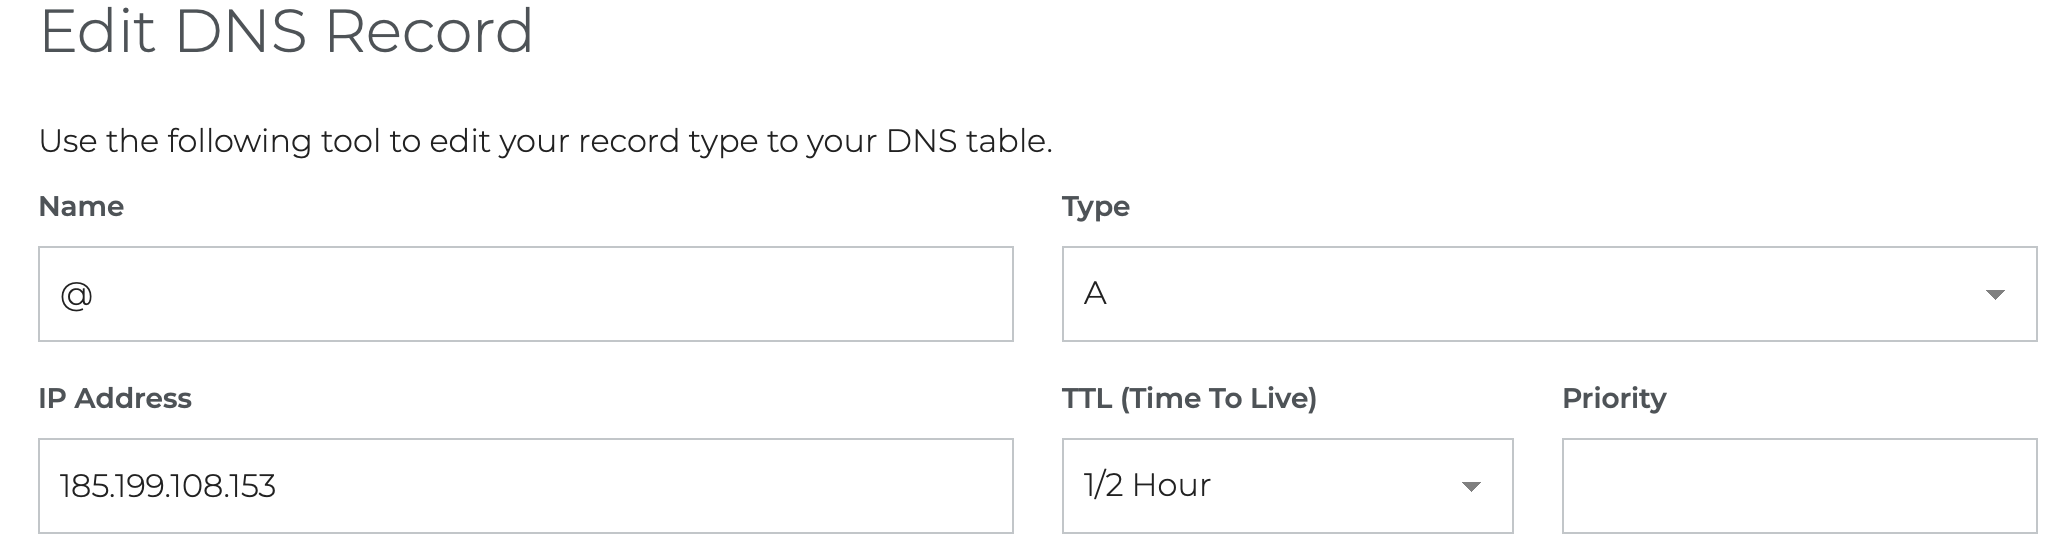 Edit DNS Record
Use the following tool to edit your record type to your DNS table.
Name
Type
@
A
IP Address
TTL (Time To Live)
Priority
185.199.108.153
1/2 Hour